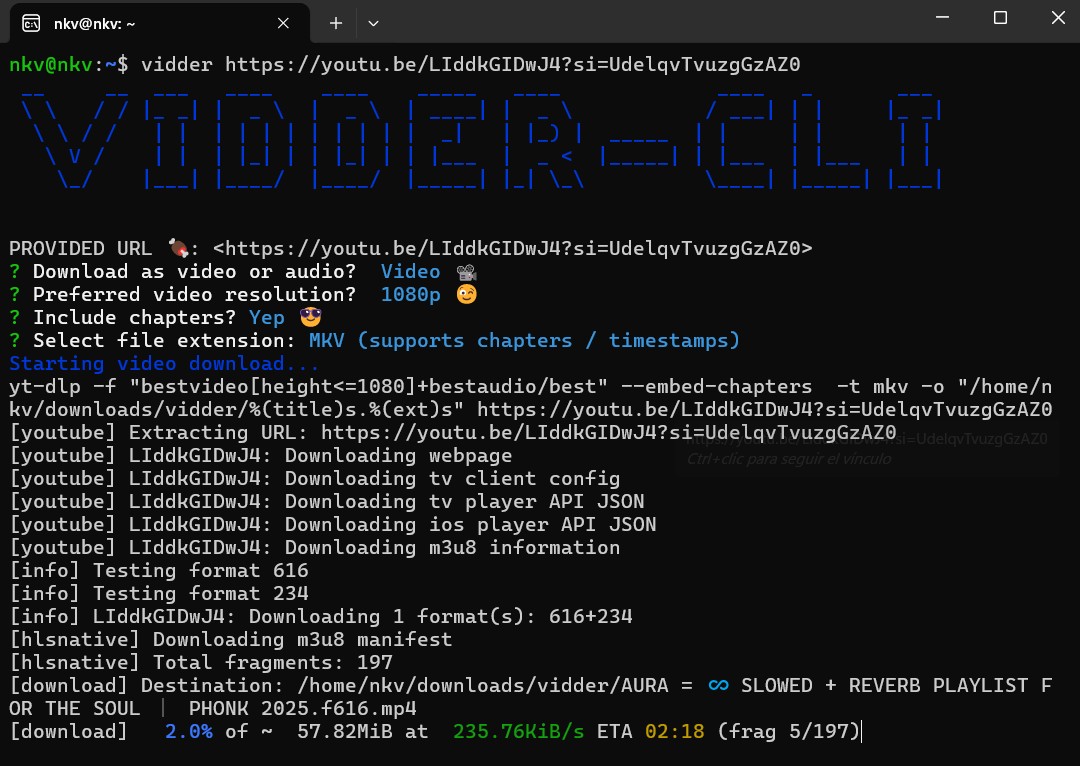 nkv@nkv: ~
nkv@nkv:~$ vidder https://youtu.be/LIddkGIDwJ4?si=UdelqvTvuzgGzAZ0
VIDDER-CLI
PROVIDED URL 🍖: <https://youtu.be/LIddkGIDwJ4?si=UdelqvTvuzgGzAZ0>
? Download as video or audio?  Video 📽
? Preferred video resolution?  1080p 😉
? Include chapters? Yep 😎
? Select file extension: MKV (supports chapters / timestamps)
Starting video download...
yt-dlp -f "bestvideo[height<=1080]+bestaudio/best" --embed-chapters  -t mkv -o "/home/n
kv/downloads/vidder/%(title)s.%(ext)s" https://youtu.be/LIddkGIDwJ4?si=UdelqvTvuzgGzAZ0
[youtube] Extracting URL: https://youtu.be/LIddkGIDwJ4?si=UdelqvTvuzgGzAZ0
https://youtu.be/LIddkGIDwJ4?si=UdelqvTvuzgGzAZ0
[youtube] LIddkGIDwJ4: Downloading webpage
Ctrl+clic para seguir el vínculo
[youtube] LIddkGIDwJ4: Downloading tv client config
[youtube] LIddkGIDwJ4: Downloading tv player API JSON
[youtube] LIddkGIDwJ4: Downloading ios player API JSON
[youtube] LIddkGIDwJ4: Downloading m3u8 information
[info] Testing format 616
[info] Testing format 234
[info] LIddkGIDwJ4: Downloading 1 format(s): 616+234
[hlsnative] Downloading m3u8 manifest
[hlsnative] Total fragments: 197
[download] Destination: /home/nkv/downloads/vidder/AURA = ∞ SLOWED + REVERB PLAYLIST F
OR THE SOUL ｜ PHONK 2025.f616.mp4
[download]   2.0% of ~  57.82MiB at  235.76KiB/s ETA 02:18 (frag 5/197)